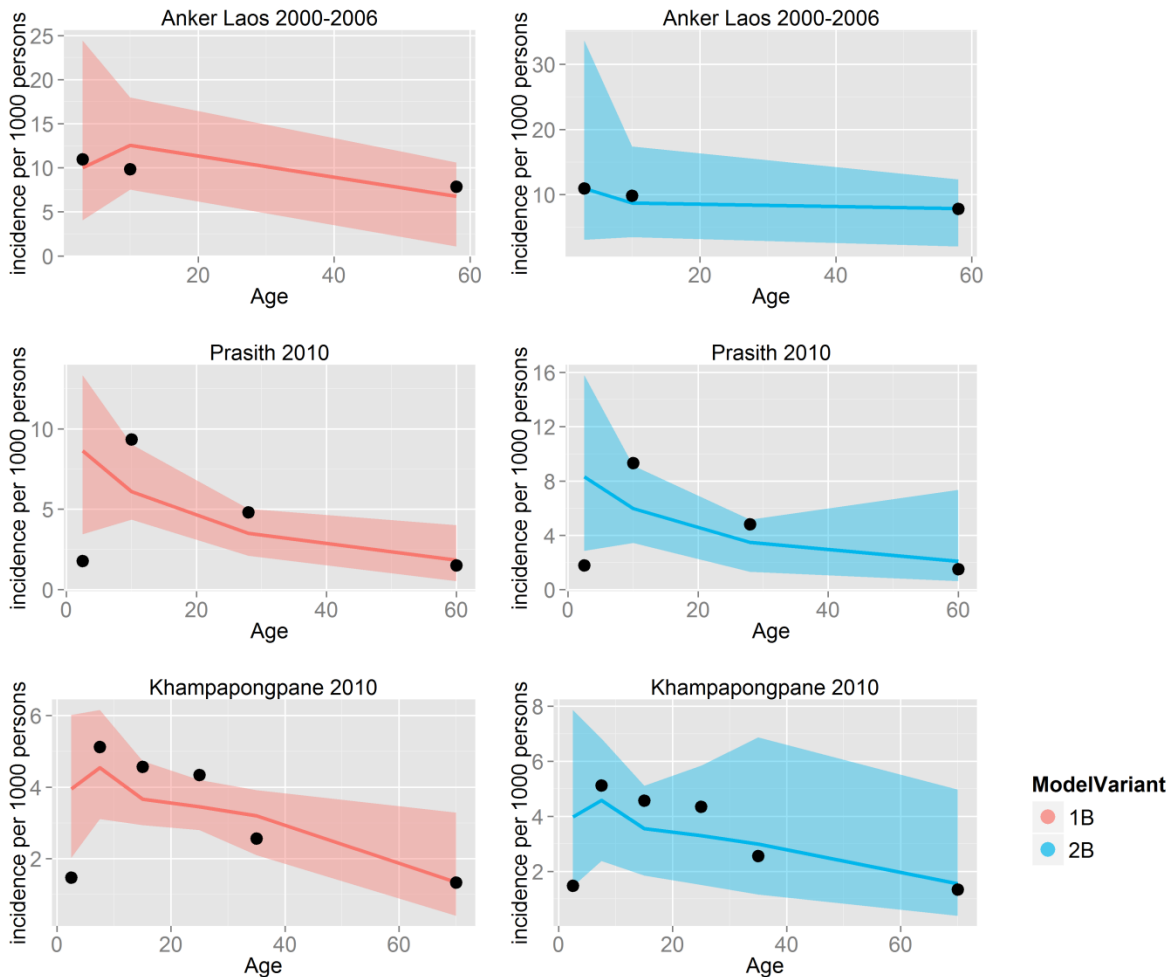 Anker Laos 2000-2006
incidence per 1000 persons
25
20
15
10
5
0
20
40
60
Age
Anker Laos 2000-2006
incidence per 1000 persons
30
20
10
20
40
60
Age
Prasith 2010
incidence per 1000 persons
10
5
0
0
20
40
60
Age
Prasith 2010
incidence per 1000 persons
16
12
8
4
0
0
20
40
60
Age
Khampapongpane 2010
incidence per 1000 persons
6
4
2
0
20
40
60
Age
Khampapongpane 2010
incidence per 1000 persons
8
6
4
2
0
20
40
60
Age
ModelVariant
1B
2B